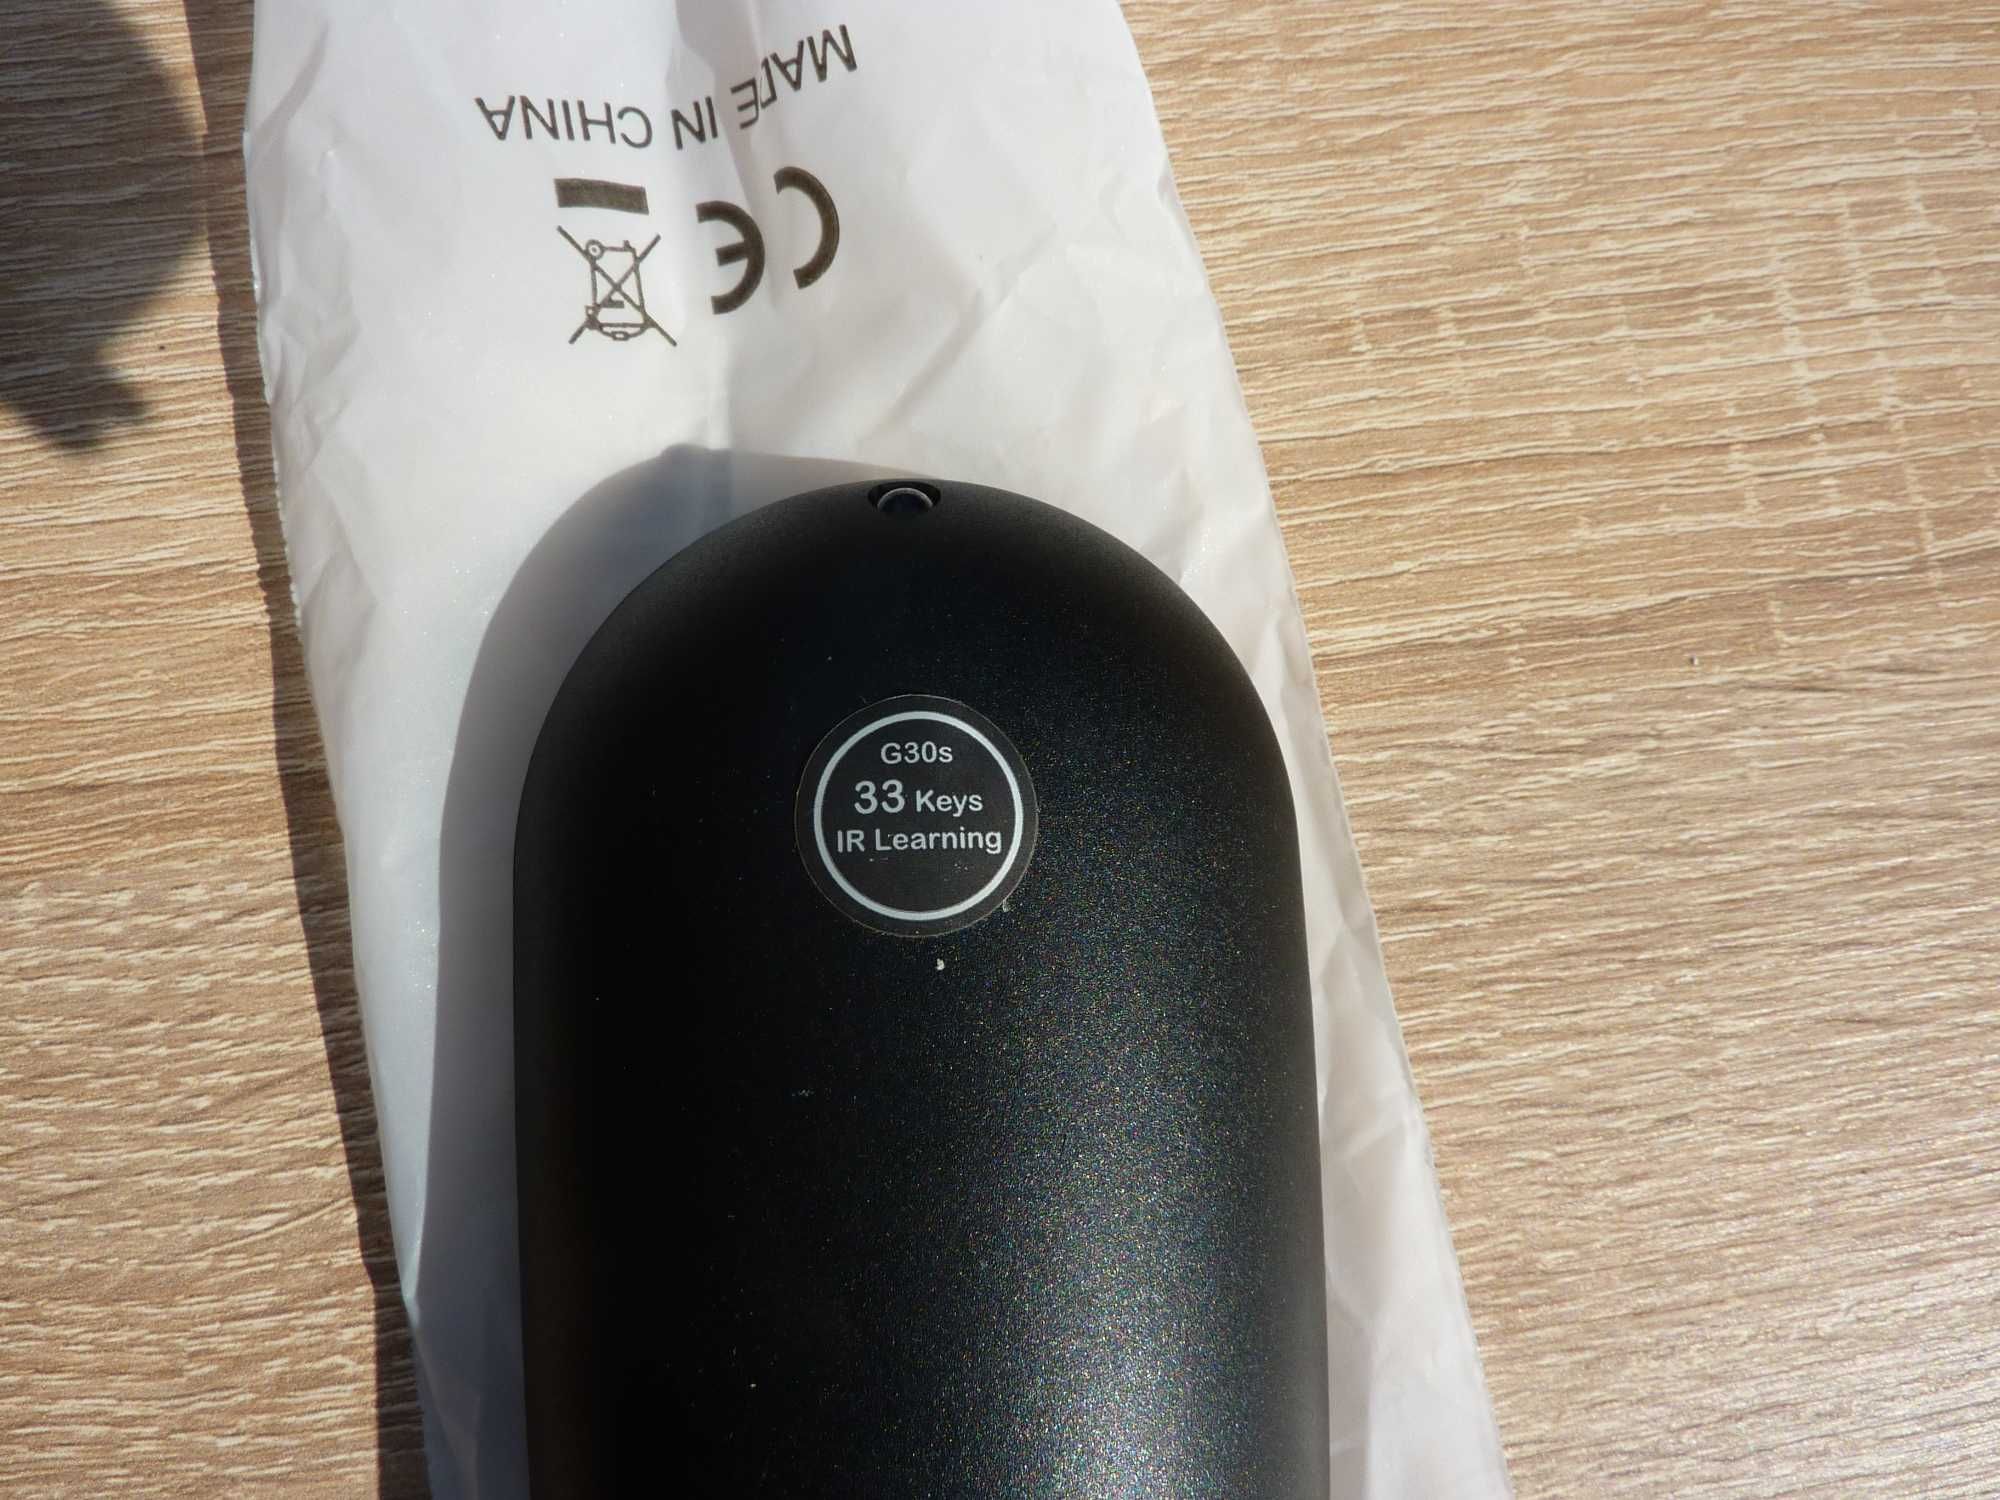 MADE IN CHINA
CE
G30s
33 Keys
IR Learning